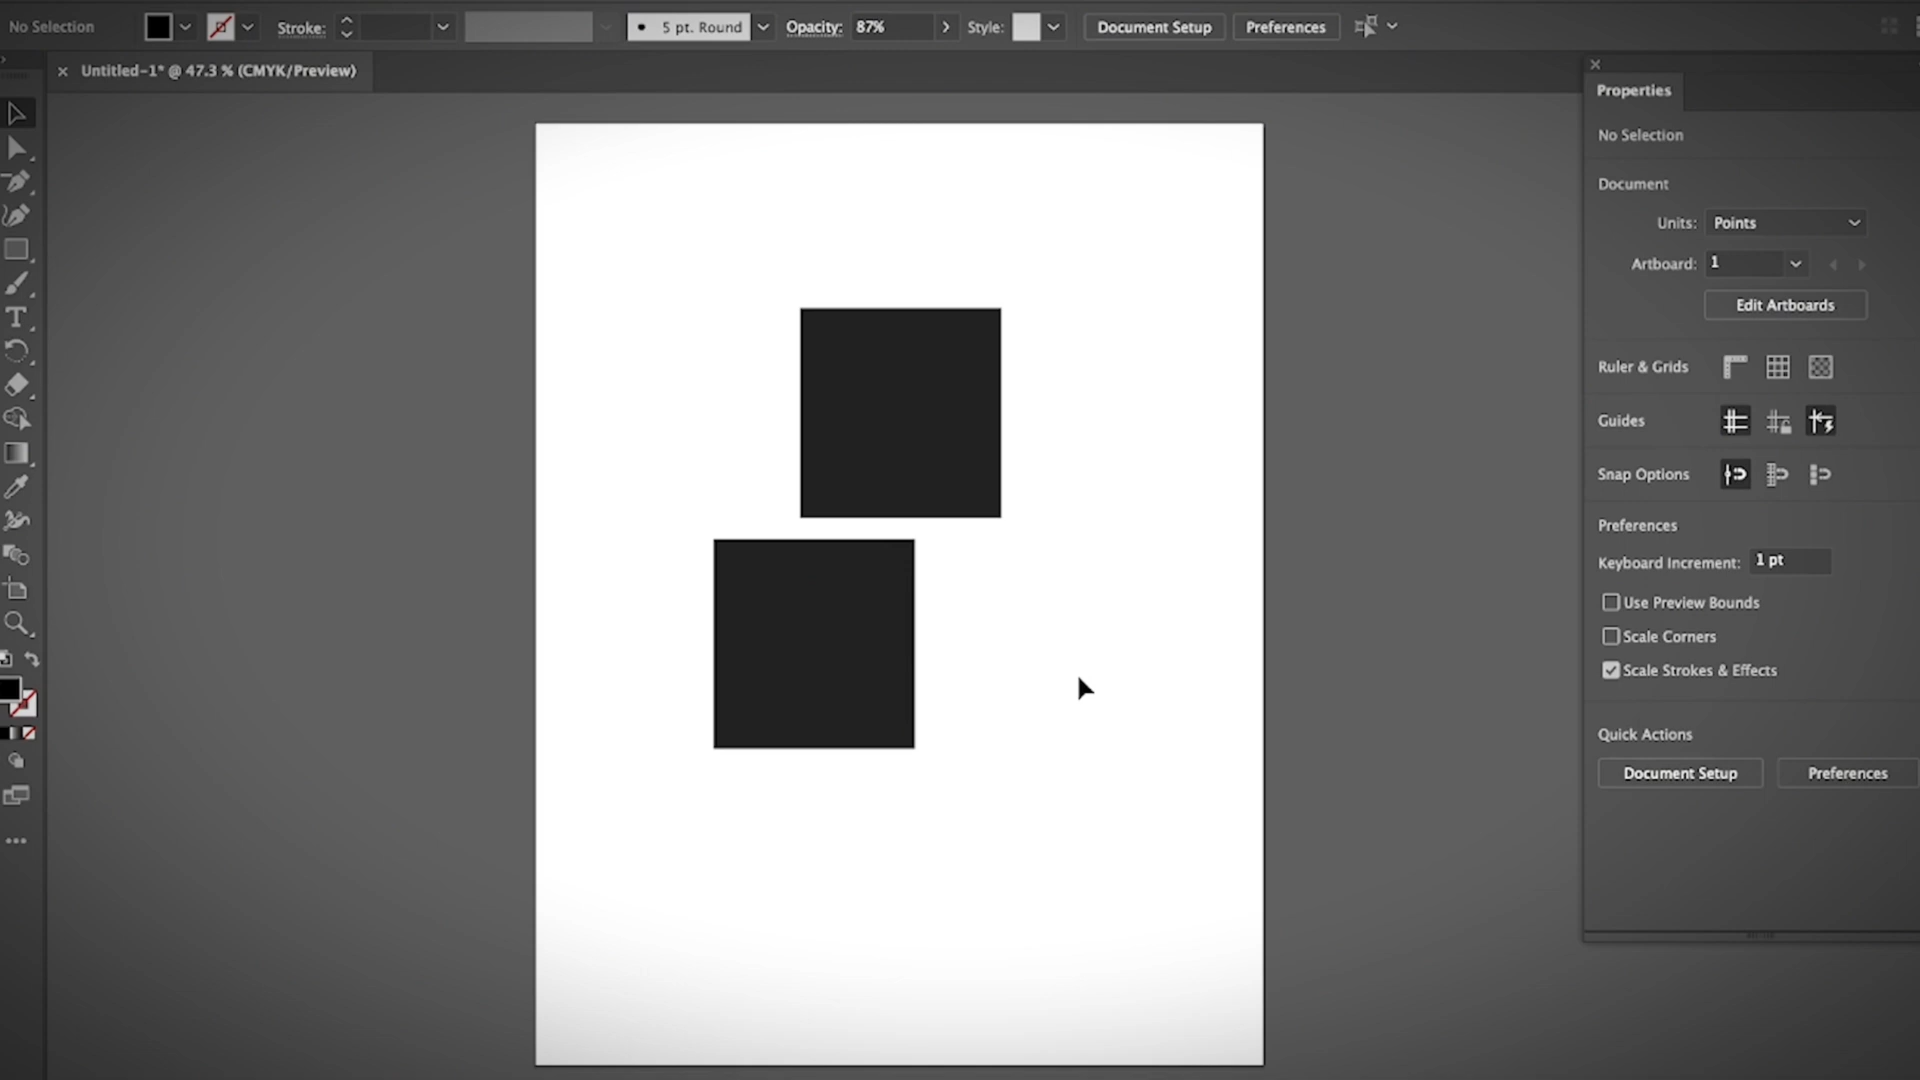 No Selection
Stroke:
5 pt. Round
Opacity: 87%
Style:
Document Setup
Preferences
Untitled-1* @ 47.3 % (CMYK/Preview)
Properties
No Selection
Document
Units: Points
Artboard: 1
Edit Artboards
Ruler & Grids
Guides
Snap Options
Preferences
Keyboard Increment: 1 pt
Use Preview Bounds
Scale Corners
Scale Strokes & Effects
Quick Actions
Document Setup
Preferences